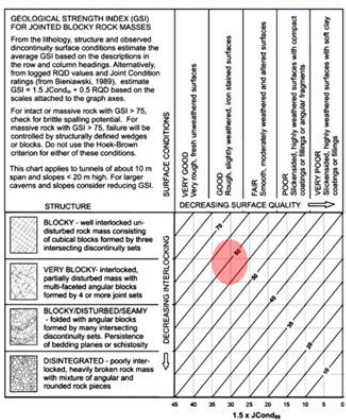 GEOLOGICAL STRENGTH INDEX (GSI)
FOR JOINTED BLOCKY ROCK MASSES
From the lithology, structure and observed
discontinuity surface conditions estimate the
average GSI based on the descriptions in
the row and column headings. Alternatively,
from logged RQD values and Joint Condition
ratings (from Bieniawski, 1989), estimate
GSI = 1.5 JCond89 + 0.5 RQD based on the
scales attached to the graph axes.
For intact or massive rock with GSI > 75,
check for brittle spalling potential. For
massive rock with GSI > 75, failure will be
controlled by structurally defined wedges
or blocks. Do not use the Hoek-Brown
criterion for either of these conditions.
This chart applies to tunnels of about 10 m
span and slopes < 20 m high. For larger
caverns and slopes consider reducing GSI.
SURFACE CONDITIONS
VERY GOOD
Very rough, fresh unweathered surfaces
GOOD
Rough, slightly weathered, iron stained surfaces
FAIR
Smooth, moderately weathered and altered surfaces
POOR
Slickensided, highly weathered surfaces with compact
coatings or fillings or angular fragments
VERY POOR
Slickensided, highly weathered surfaces with soft clay
coatings or fillings
STRUCTURE
DECREASING SURFACE QUALITY
BLOCKY - well interlocked un-
disturbed rock mass consisting
of cubical blocks formed by three
intersecting discontinuity sets
VERY BLOCKY- interlocked,
partially disturbed mass with
multi-faceted angular blocks
formed by 4 or more joint sets
BLOCKY/DISTURBED/SEAMY
- folded with angular blocks
formed by many intersecting
discontinuity sets. Persistence
of bedding planes or schistosity
DISINTEGRATED - poorly inter-
locked, heavily broken rock mass
with mixture of angular and
rounded rock pieces
DECREASING INTERLOCKING
70
60
50
40
30
20
45 40 35 30 25 20 15 10 5 0
1.5 x JCond89